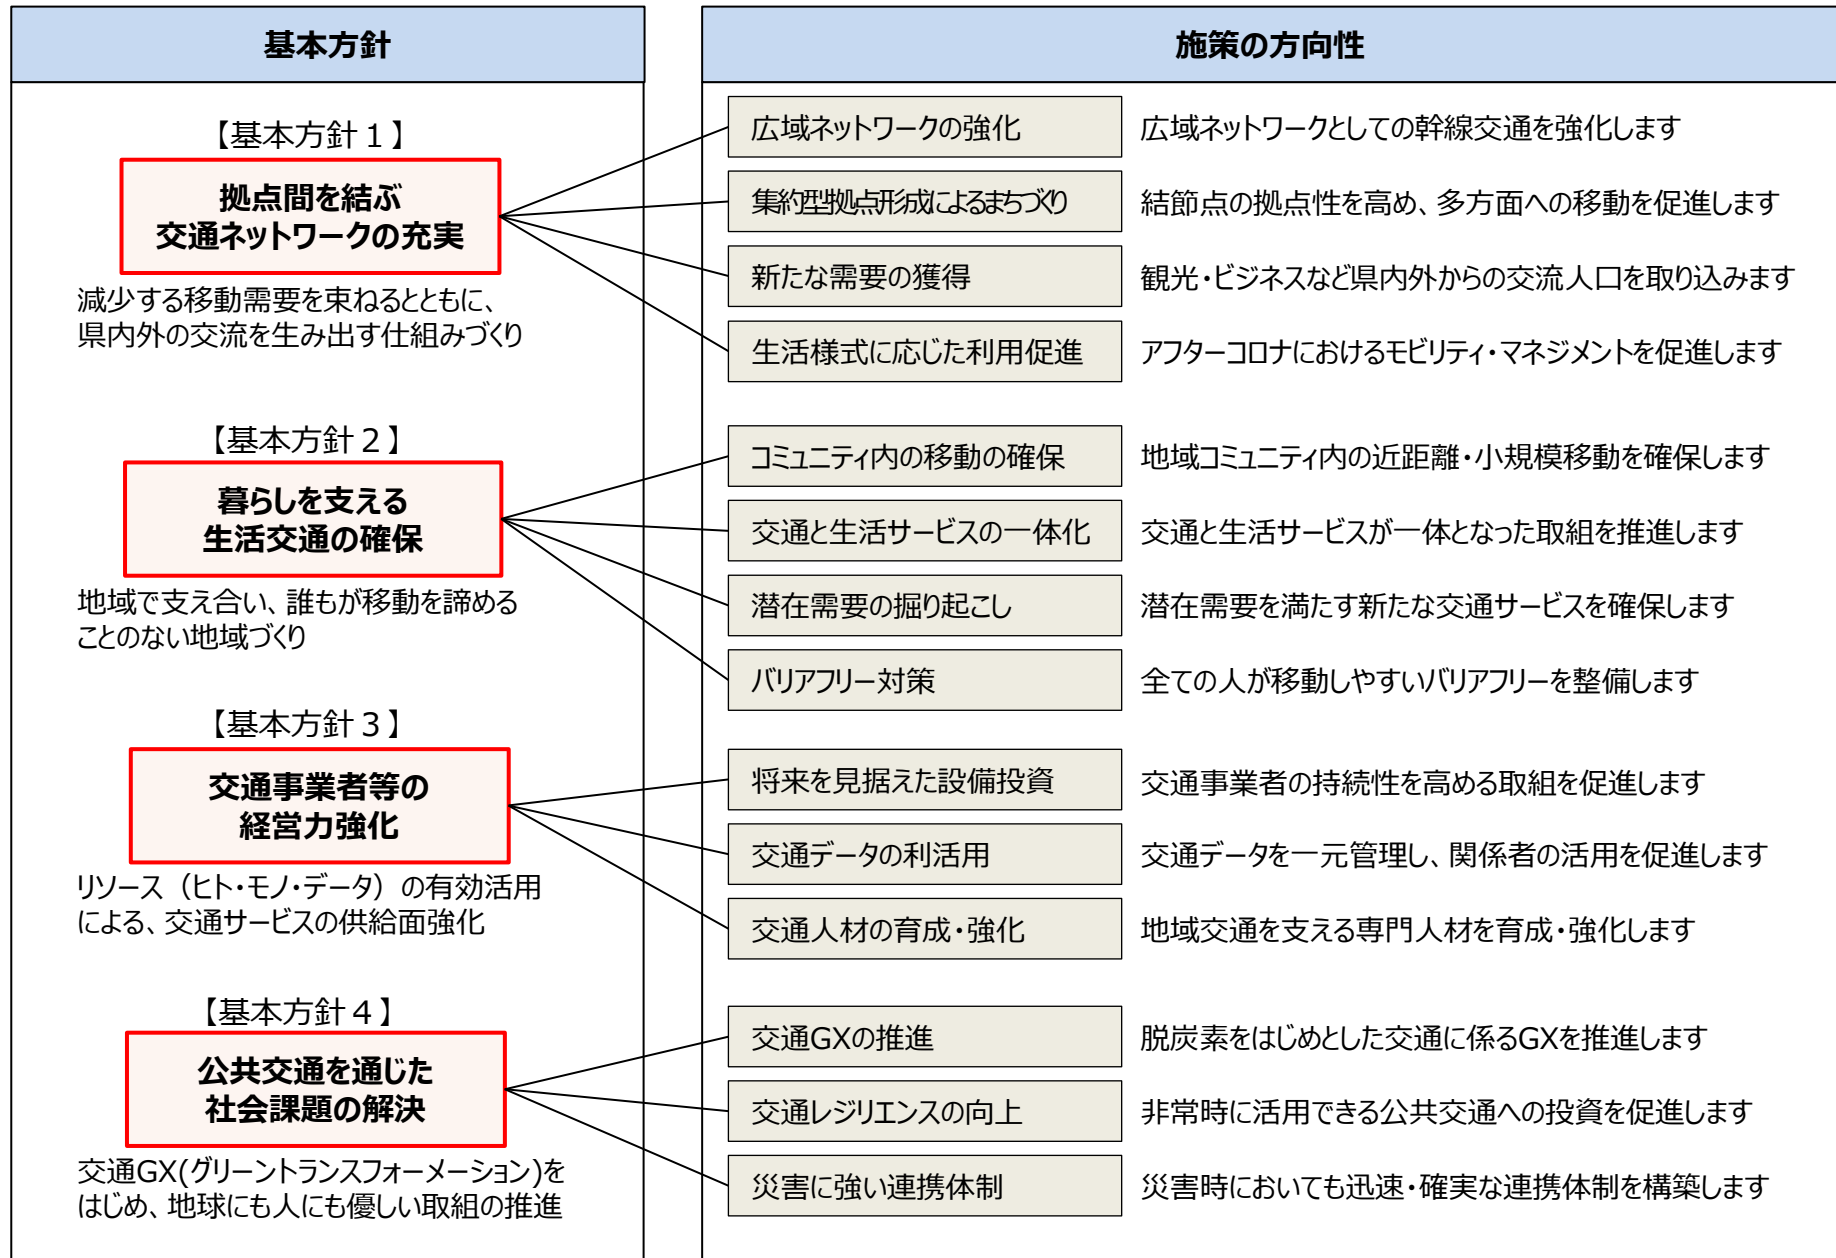 基本方針
施策の方向性
【基本方針１】
拠点間を結ぶ
交通ネットワークの充実
減少する移動需要を束ねるとともに、
県内外の交流を生み出す仕組みづくり
広域ネットワークの強化
広域ネットワークとしての幹線交通を強化します
集約型拠点形成によるまちづくり
結節点の拠点性を高め、多方面への移動を促進します
新たな需要の獲得
観光・ビジネスなど県内外からの交流人口を取り込みます
生活様式に応じた利用促進
アフターコロナにおけるモビリティ・マネジメントを促進します
【基本方針２】
暮らしを支える
生活交通の確保
地域で支え合い、誰もが移動を諦める
ことのない地域づくり
コミュニティ内の移動の確保
地域コミュニティ内の近距離・小規模移動を確保します
交通と生活サービスの一体化
交通と生活サービスが一体となった取組を推進します
潜在需要の掘り起こし
潜在需要を満たす新たな交通サービスを確保します
バリアフリー対策
全ての人が移動しやすいバリアフリーを整備します
【基本方針３】
交通事業者等の
経営力強化
リソース（ヒト・モノ・データ）の有効活用
による、交通サービスの供給面強化
将来を見据えた設備投資
交通事業者の持続性を高める取組を促進します
交通データの利活用
交通データを一元管理し、関係者の活用を促進します
交通人材の育成・強化
地域交通を支える専門人材を育成・強化します
【基本方針４】
公共交通を通じた
社会課題の解決
交通GX(グリーントランスフォーメーション)を
はじめ、地球にも人にも優しい取組の推進
交通GXの推進
脱炭素をはじめとした交通に係るGXを推進します
交通レジリエンスの向上
非常時に活用できる公共交通への投資を促進します
災害に強い連携体制
災害時においても迅速・確実な連携体制を構築します